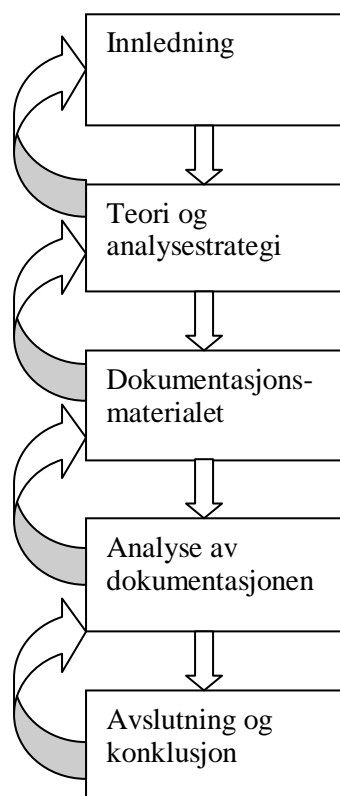 Innledning
Teori og
analysestrategi
Dokumentasjons-
materialet
Analyse av
dokumentasjonen
Avslutning og
konklusjon